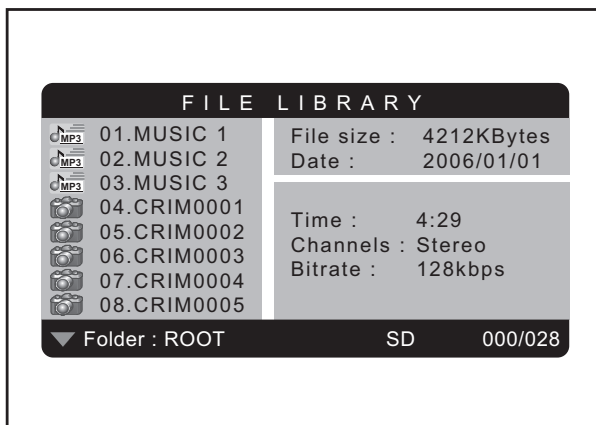 FILE LIBRARY
MP3 01.MUSIC 1
MP3 02.MUSIC 2
MP3 03.MUSIC 3
04.CRIM0001
05.CRIM0002
06.CRIM0003
07.CRIM0004
08.CRIM0005
File size : 4212KBytes
Date : 2006/01/01
Time : 4:29
Channels : Stereo
Bitrate : 128kbps
Folder : ROOT SD 000/028